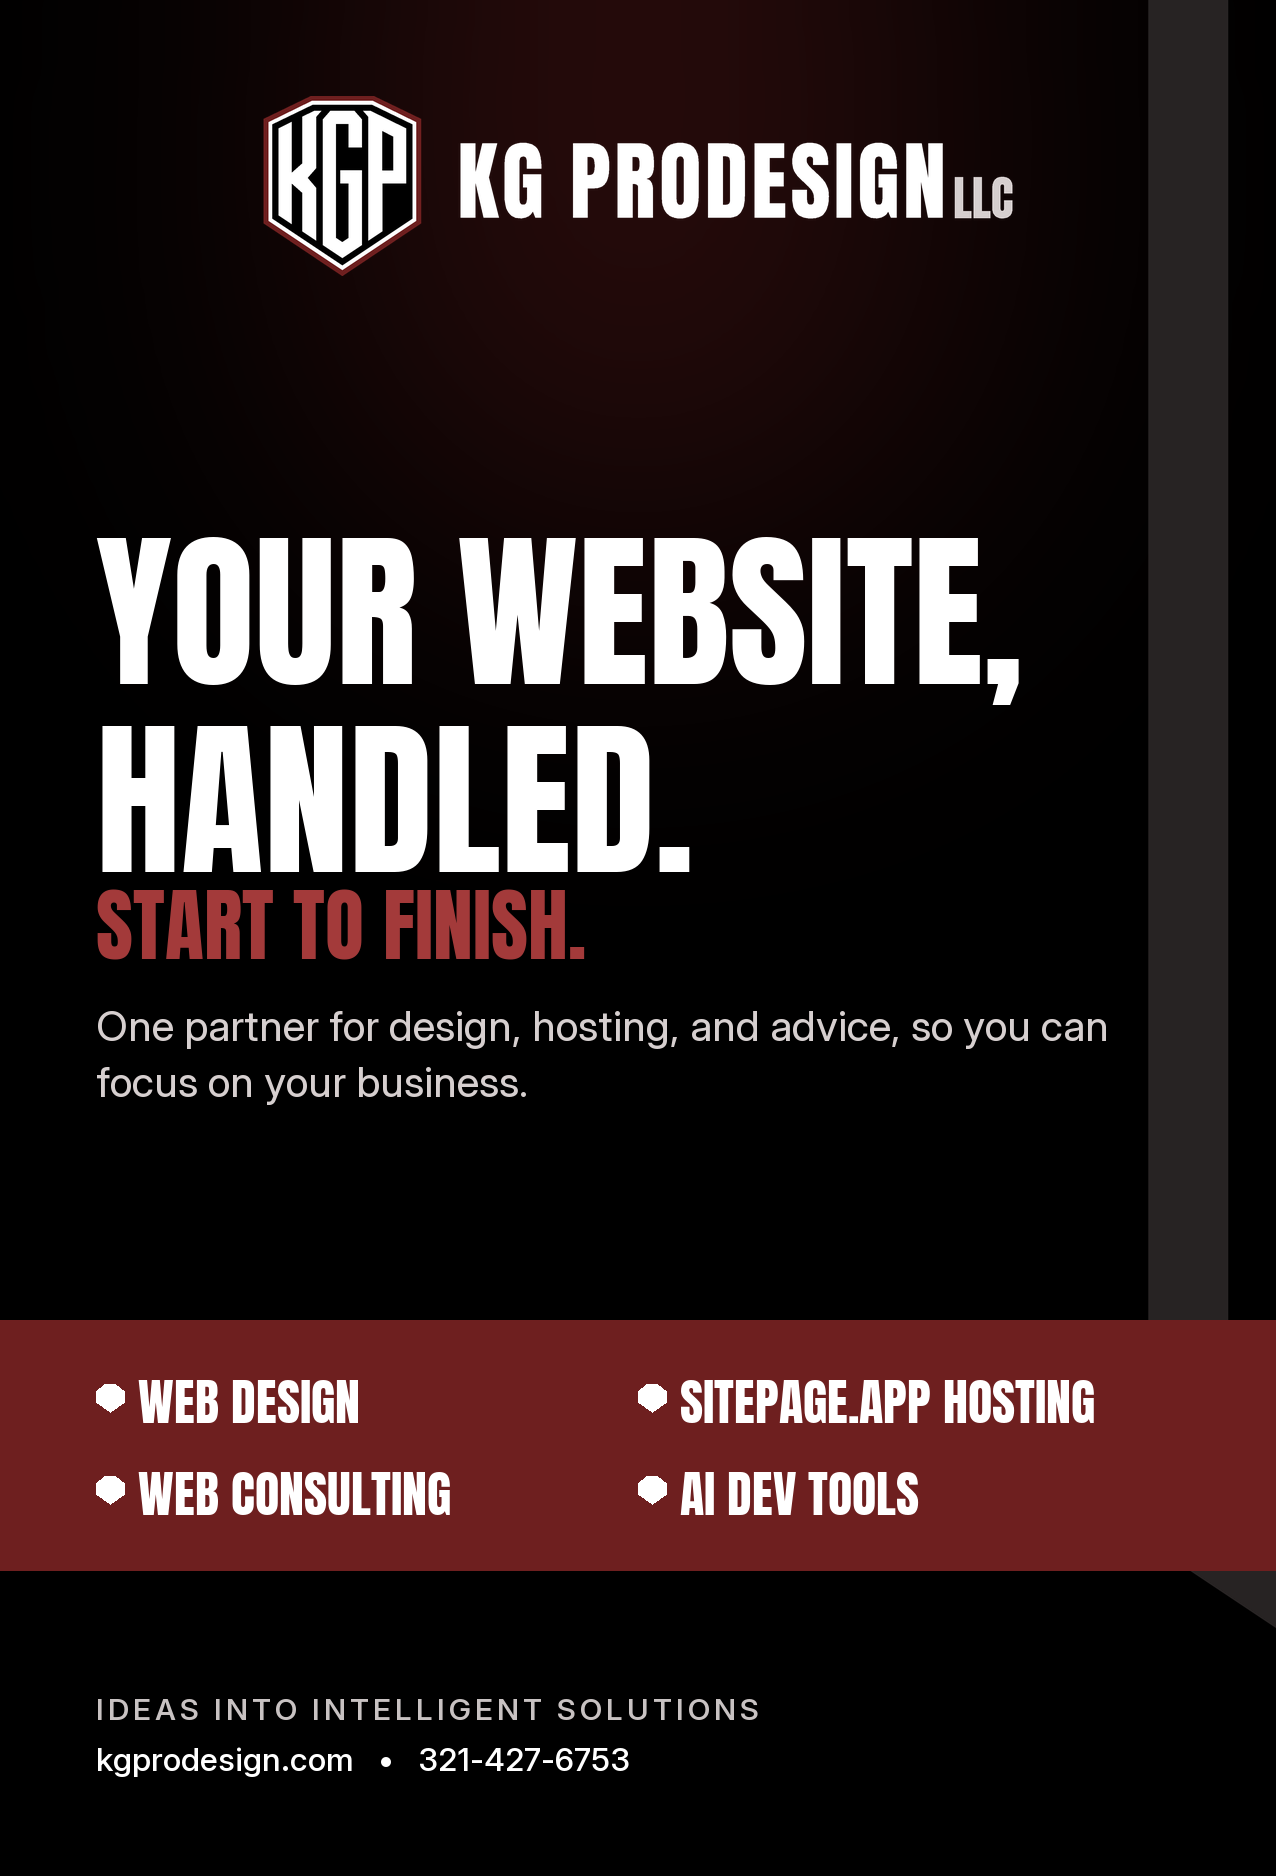 KGP
KG PRODESIGN LLC
YOUR WEBSITE,
HANDLED.
START TO FINISH.
One partner for design, hosting, and advice, so you can
focus on your business.
WEB DESIGN
SITEPAGE.APP HOSTING
WEB CONSULTING
AI DEV TOOLS
IDEAS INTO INTELLIGENT SOLUTIONS
kgprodesign.com • 321-427-6753